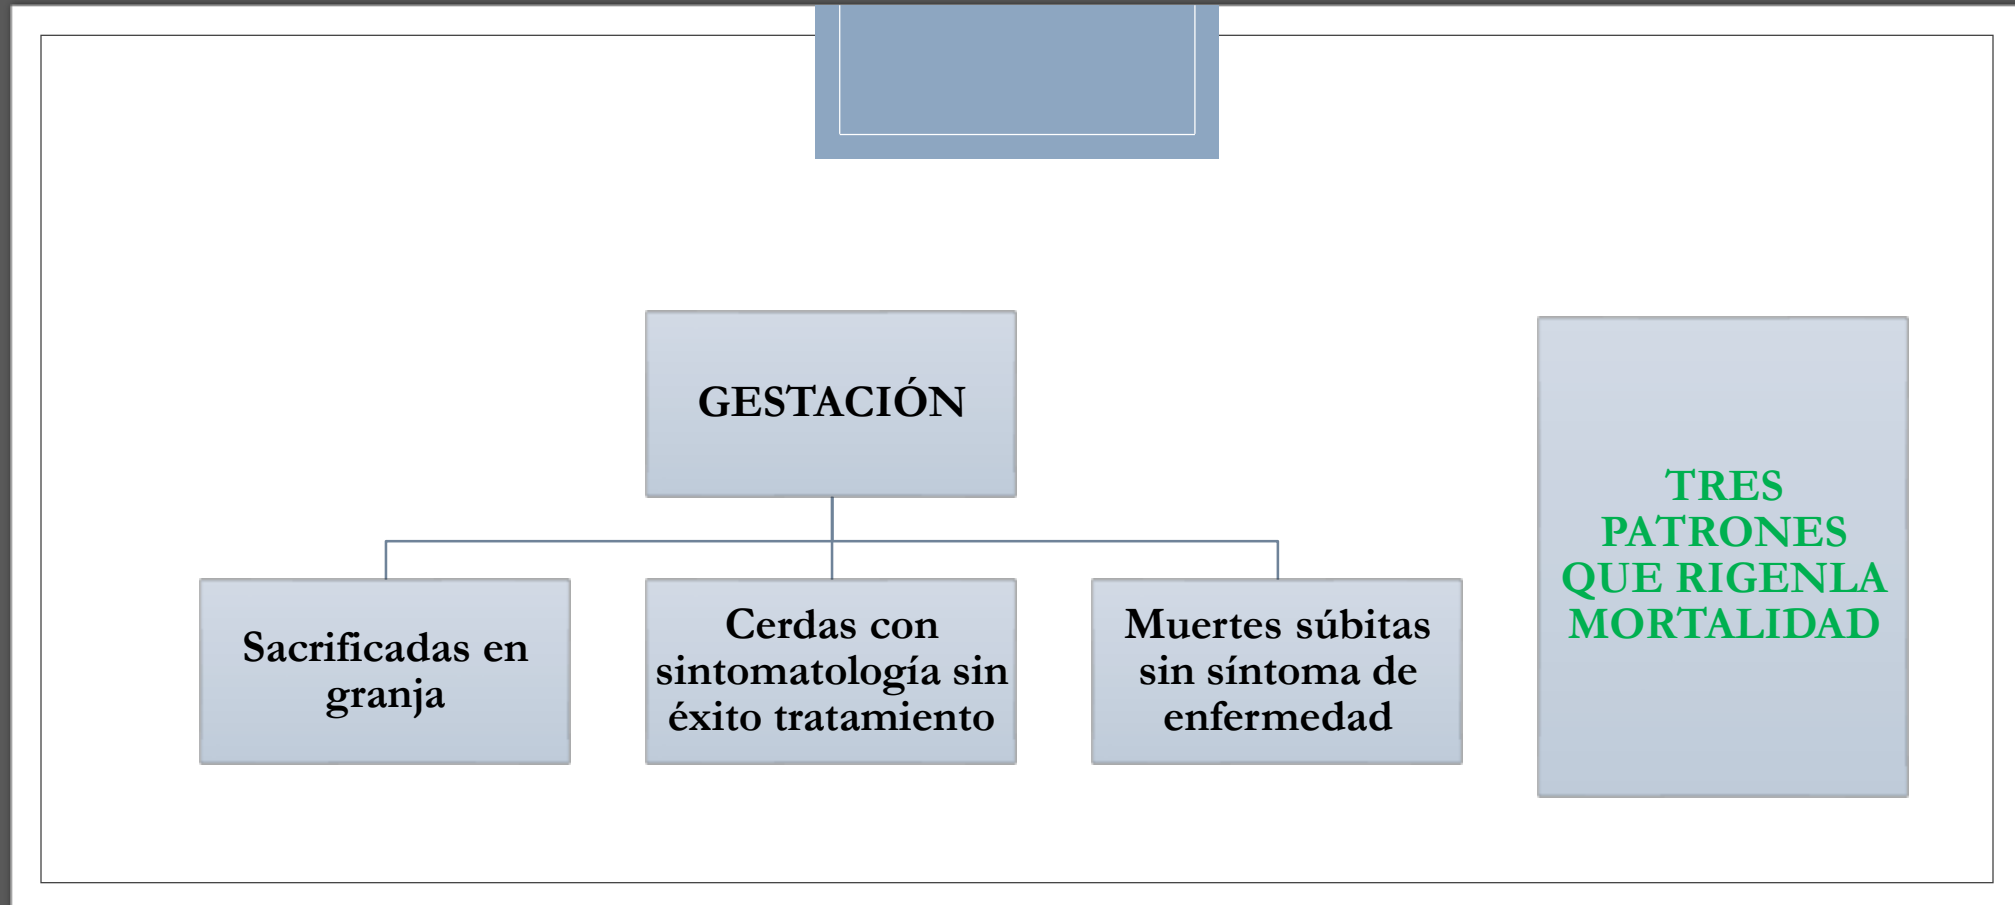 GESTACIÓN
Sacrificadas en
granja
Cerdas con
sintomatología sin
éxito tratamiento
Muertes súbitas
sin síntoma de
enfermedad
TRES
PATRONES
QUE RIGENLA
MORTALIDAD